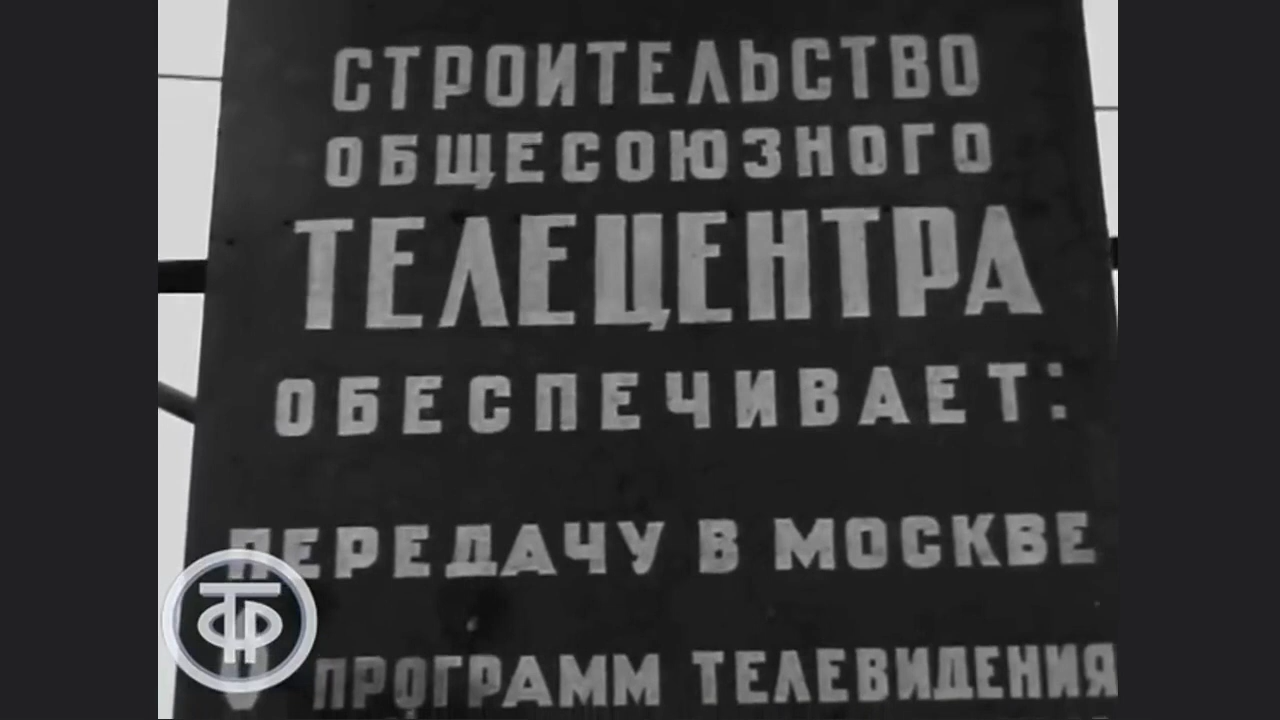 СТРОИТЕЛЬСТВО
ОБЩЕСОЮЗНОГО
ТЕЛЕЦЕНТРА
ОБЕСПЕЧИВАЕТ:
ПЕРЕДАЧУ В МОСКВЕ
ПРОГРАММ ТЕЛЕВИДЕНИЯ